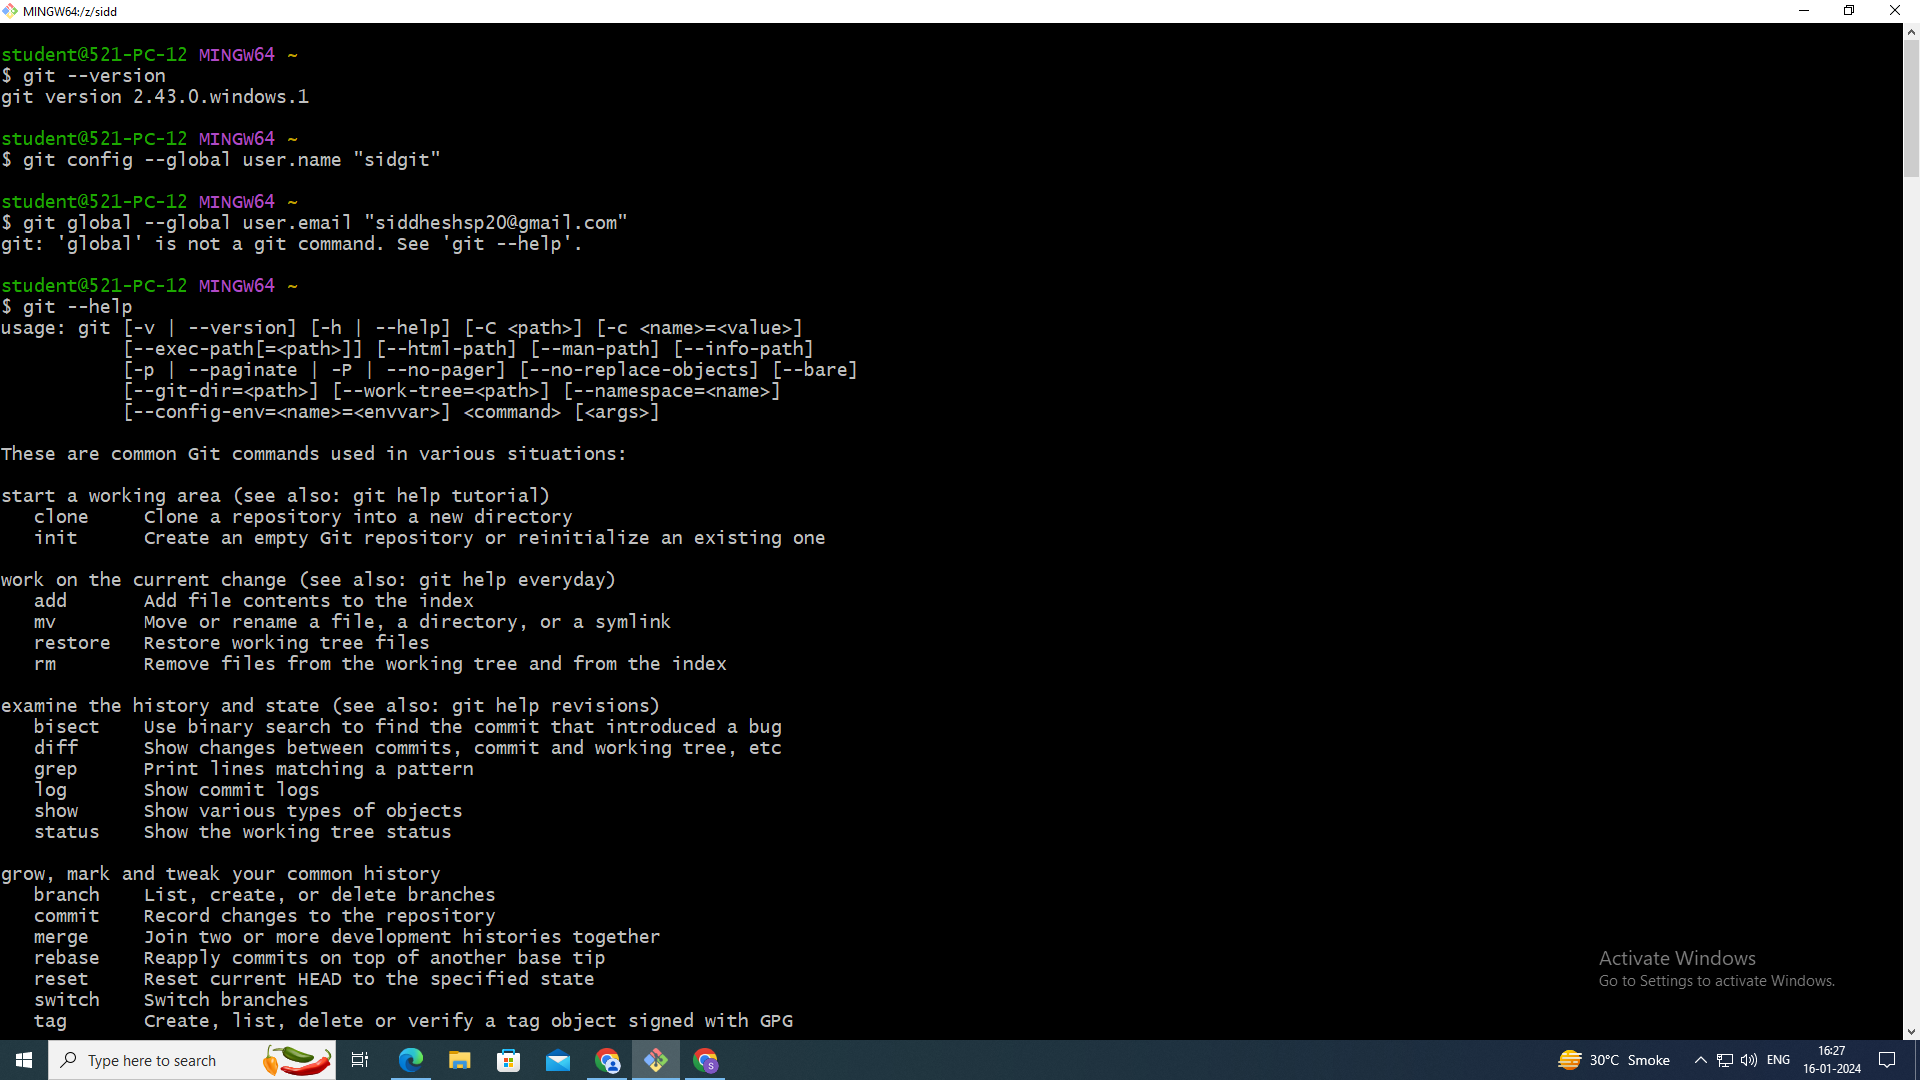 MINGW64:/z/sidd
student@521-PC-12 MINGW64 ~
$ git --version
git version 2.43.0.windows.1
student@521-PC-12 MINGW64 ~
$ git config --global user.name "sidgit"
student@521-PC-12 MINGW64 ~
$ git global --global user.email "siddheshsp20@gmail.com"
git: 'global' is not a git command. See 'git --help'.
student@521-PC-12 MINGW64 ~
$ git --help
usage: git [-v | --version] [-h | --help] [-C <path>] [-c <name>=<value>]
           [--exec-path[=<path>]] [--html-path] [--man-path] [--info-path]
           [-p | --paginate | -P | --no-pager] [--no-replace-objects] [--bare]
           [--git-dir=<path>] [--work-tree=<path>] [--namespace=<name>]
           [--config-env=<name>=<envvar>] <command> [<args>]
These are common Git commands used in various situations:
start a working area (see also: git help tutorial)
   clone     Clone a repository into a new directory
   init      Create an empty Git repository or reinitialize an existing one
work on the current change (see also: git help everyday)
   add       Add file contents to the index
   mv        Move or rename a file, a directory, or a symlink
   restore   Restore working tree files
   rm        Remove files from the working tree and from the index
examine the history and state (see also: git help revisions)
   bisect    Use binary search to find the commit that introduced a bug
   diff      Show changes between commits, commit and working tree, etc
   grep      Print lines matching a pattern
   log       Show commit logs
   show      Show various types of objects
   status    Show the working tree status
grow, mark and tweak your common history
   branch    List, create, or delete branches
   commit    Record changes to the repository
   merge     Join two or more development histories together
   rebase    Reapply commits on top of another base tip
   reset     Reset current HEAD to the specified state
   switch    Switch branches
   tag       Create, list, delete or verify a tag object signed with GPG
Activate Windows
Go to Settings to activate Windows.
Type here to search
S
30°C Smoke
ENG
16:27
16-01-2024